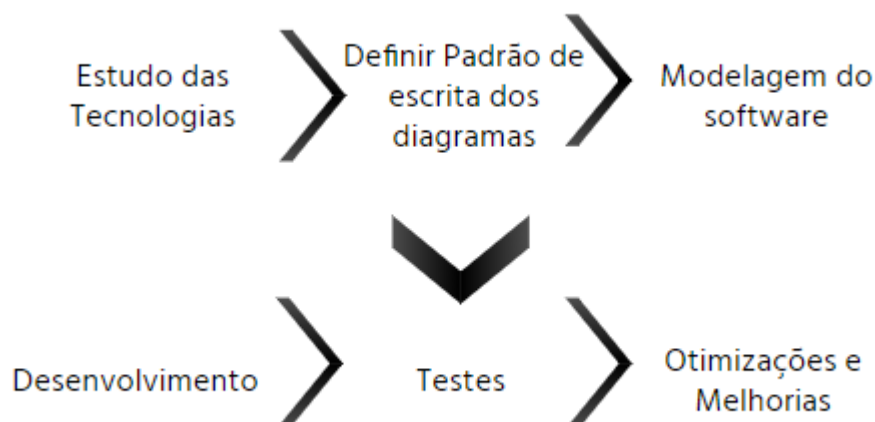 Estudo das
Tecnologias
Definir Padrão de
escrita dos
diagramas
Modelagem do
software
Desenvolvimento
Testes
Otimizações e
Melhorias